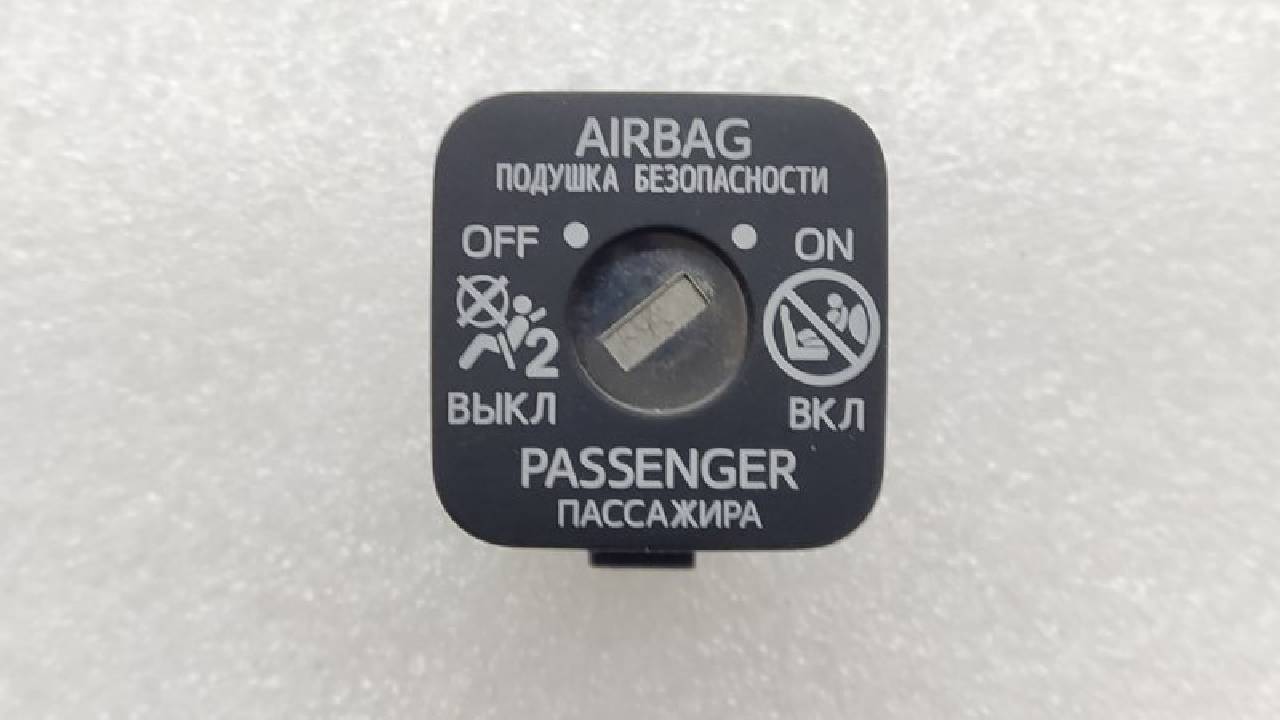 AIRBAG
ПОДУШКА БЕЗОПАСНОСТИ
OFF ON
2
ВЫКЛ ВКЛ
PASSENGER
ПАССАЖИРА